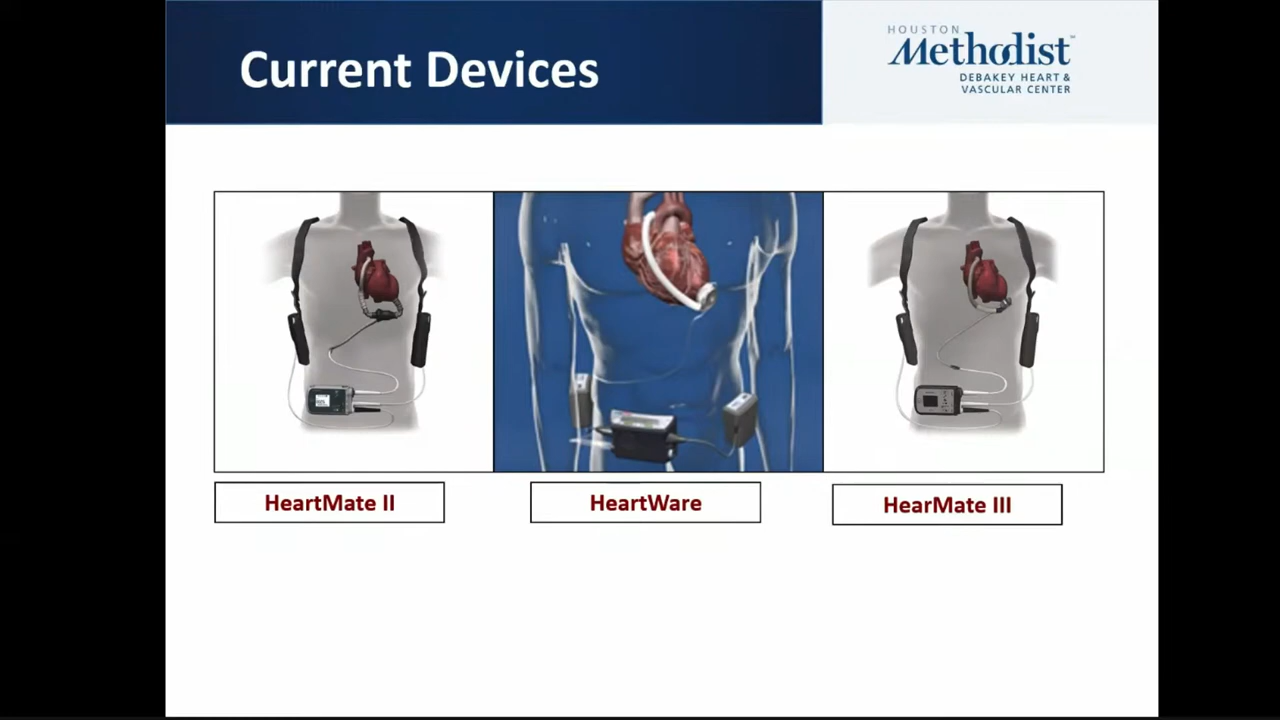 Current Devices
HOUSTON
Methodist
DEBAKEY HEART &
VASCULAR CENTER
HeartMate II
HeartWare
HearMate III